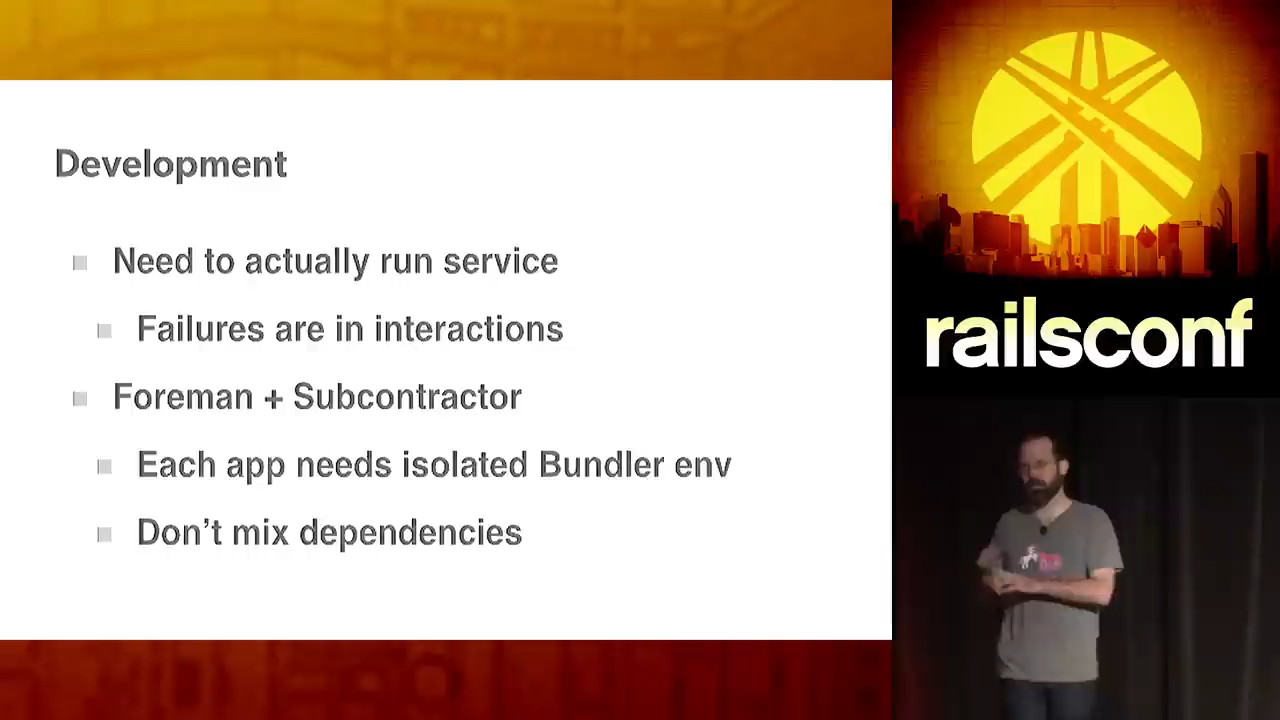 Development
Need to actually run service
Failures are in interactions
Foreman + Subcontractor
Each app needs isolated Bundler env
Don't mix dependencies
railsconf